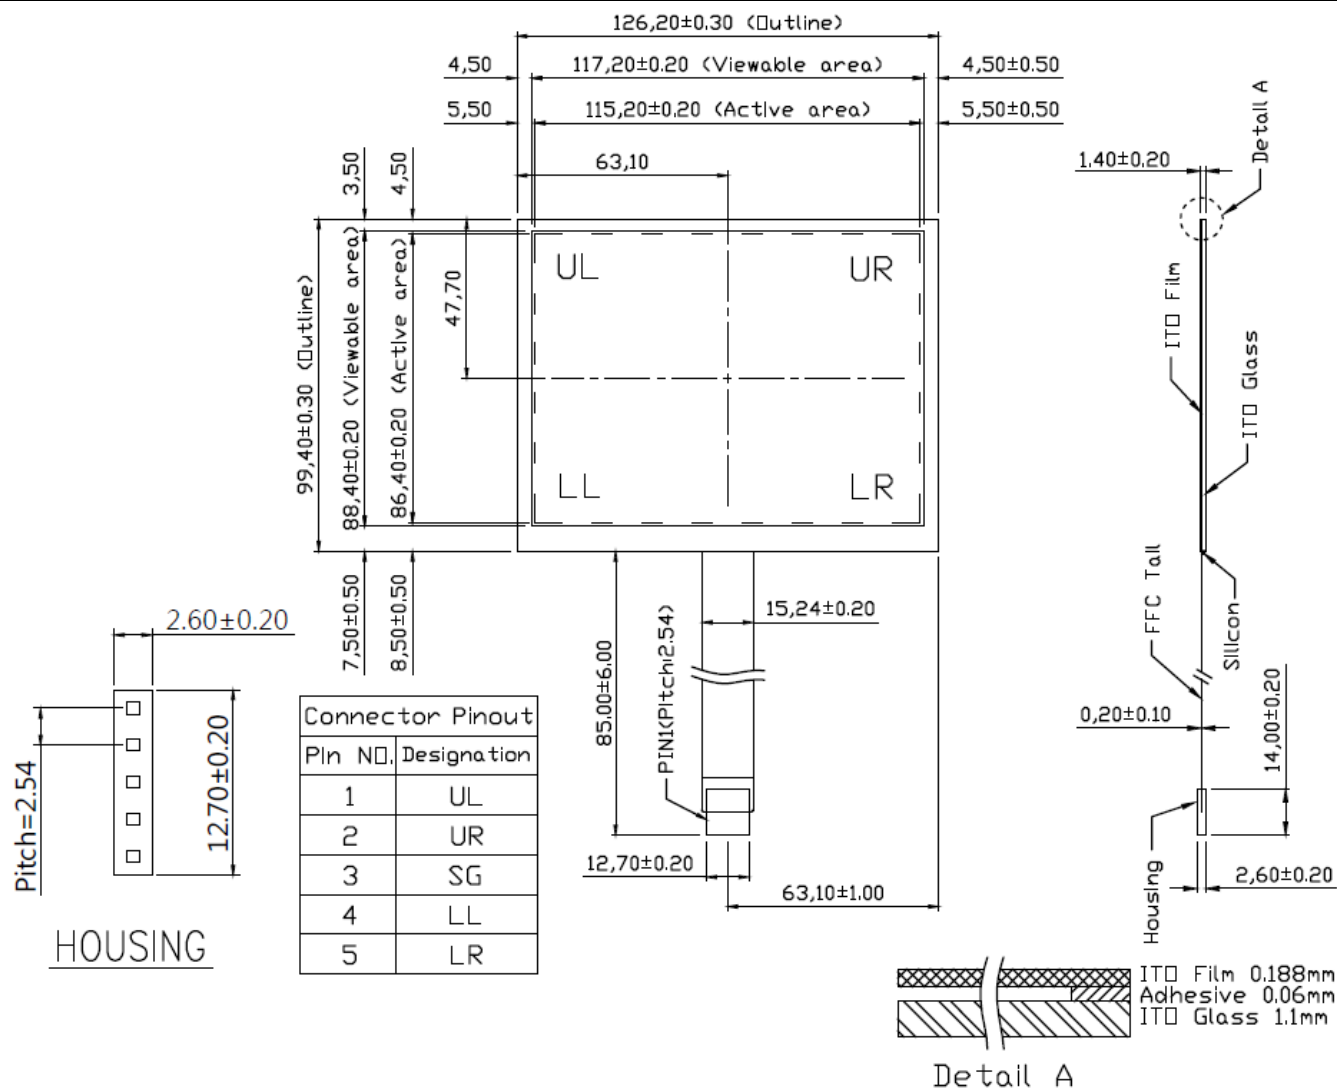 126,20±0.30 (Outline)
4,50
117,20±0.20 (Viewable area)
4,50±0.50
5,50
115,20±0.20 (Active area)
5,50±0.50
63,10
3,50
4,50
99,40±0.30 (Outline)
88,40±0.20 (Viewable area)
86,40±0.20 (Active area)
47,70
UL
UR
LL
LR
7,50±0.50
8,50±0.50
15,24±0.20
85.00±6.00
PIN1(Pitch:2.54)
12,70±0.20
63,10±1.00
1.40±0.20
Detail A
ITO Film
ITO Glass
FFC Tail
Silicon
0,20±0.10
14,00±0.20
Housing
2,60±0.20
2.60±0.20
Pitch=2.54
12.70±0.20
HOUSING
Connector Pinout
Pin NO. Designation
1 UL
2 UR
3 SG
4 LL
5 LR
ITO Film 0.188mm
Adhesive 0.06mm
ITO Glass 1.1mm
Detail A